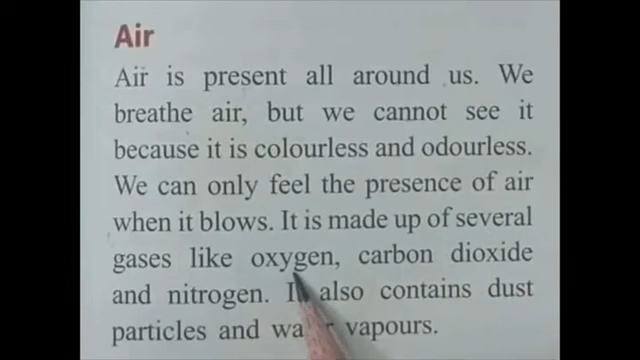 Air
Air is present all around us. We
breathe air, but we cannot see it
because it is colourless and odourless.
We can only feel the presence of air
when it blows. It is made up of several
gases like oxygen, carbon dioxide
and nitrogen. It also contains dust
particles and vapours.